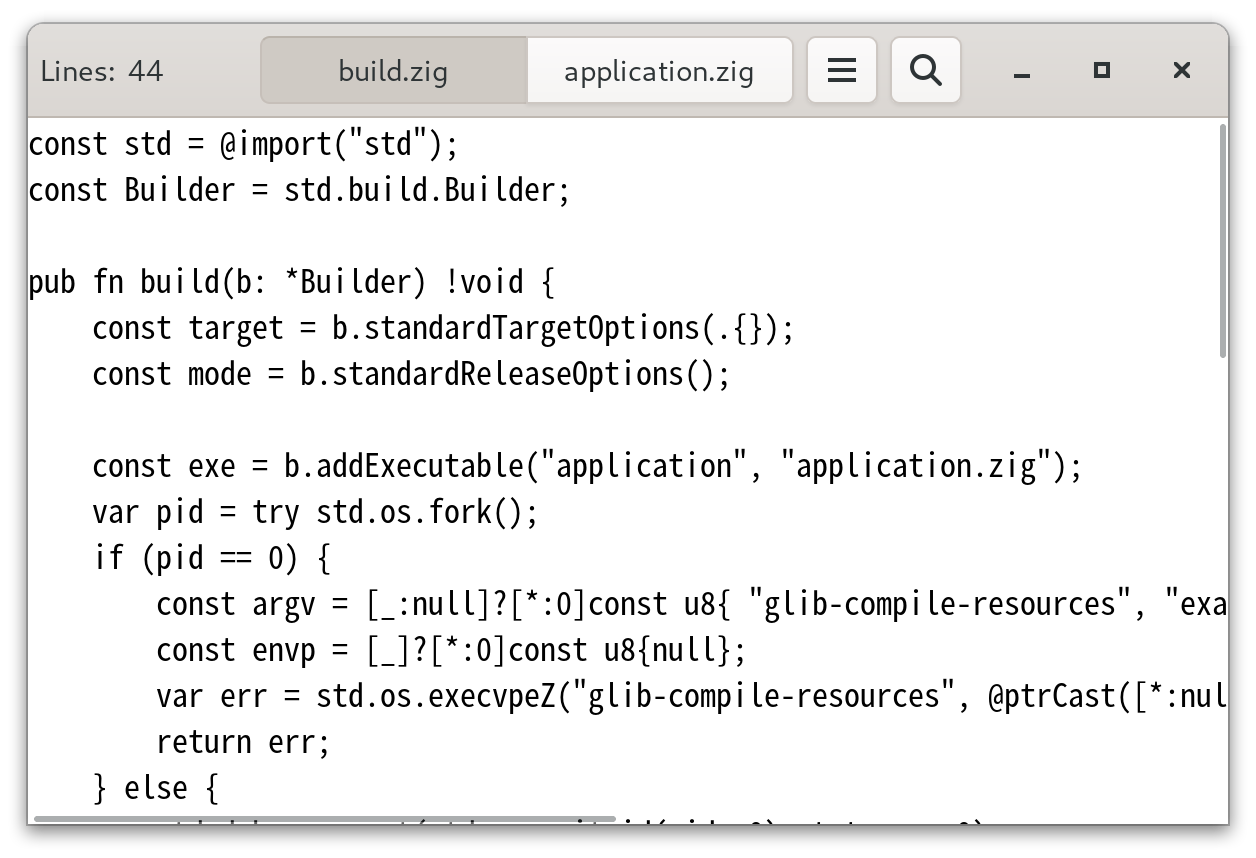 Lines: 44 build.zig application.zig
const std = @import("std");
const Builder = std.build.Builder;
pub fn build(b: *Builder) !void {
    const target = b.standardTargetOptions(.{});
    const mode = b.standardReleaseOptions();
    const exe = b.addExecutable("application", "application.zig");
    var pid = try std.os.fork();
    if (pid == 0) {
        const argv = [_:null]?[*:0]const u8{ "glib-compile-resources", "exa
        const envp = [_]?[*:0]const u8{null};
        var err = std.os.execvpeZ("glib-compile-resources", @ptrCast([*:nul
        return err;
    } else {